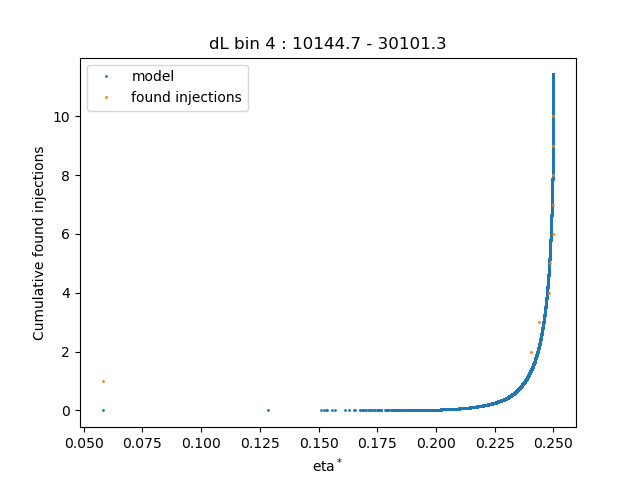 dL bin 4 : 10144.7 - 30101.3
model
found injections
Cumulative found injections
10
8
6
4
2
0
0.050 0.075 0.100 0.125 0.150 0.175 0.200 0.225 0.250
eta*